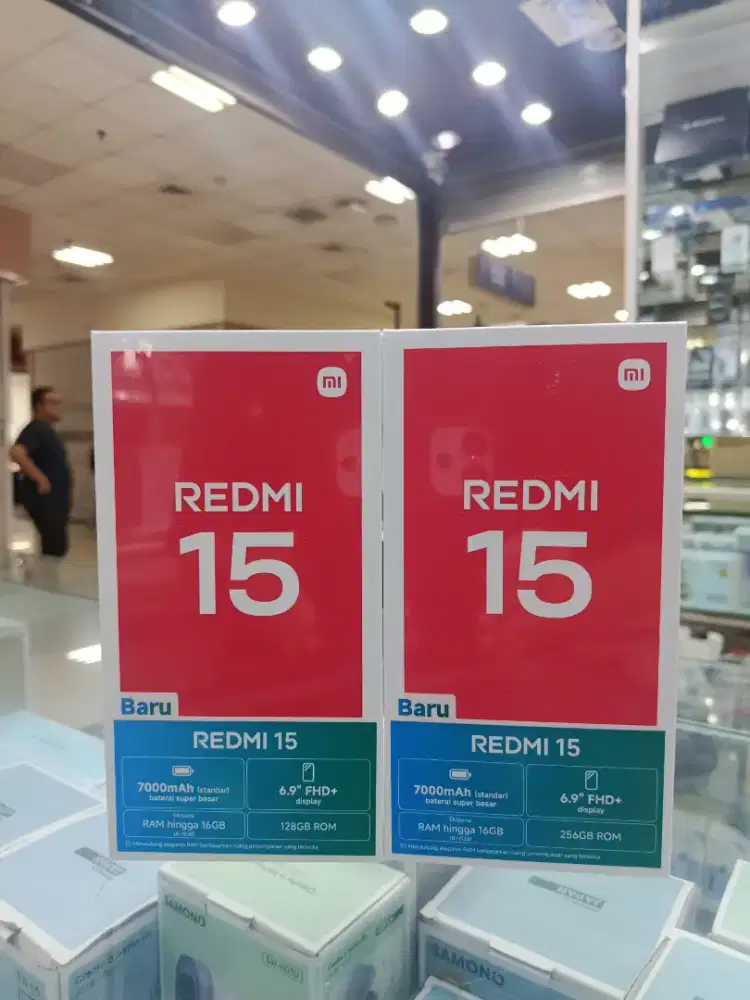 mi
REDMI
15
Baru
REDMI 15
7000mAh (standar)
baterai super besar
6.9" FHD+
display
Ekspansi
RAM hingga 16GB
128GB ROM
mi
REDMI
15
Baru
REDMI 15
7000mAh (standar)
baterai super besar
6.9" FHD+
display
Ekspansi
RAM hingga 16GB
256GB ROM
SAMONO
SAMONO